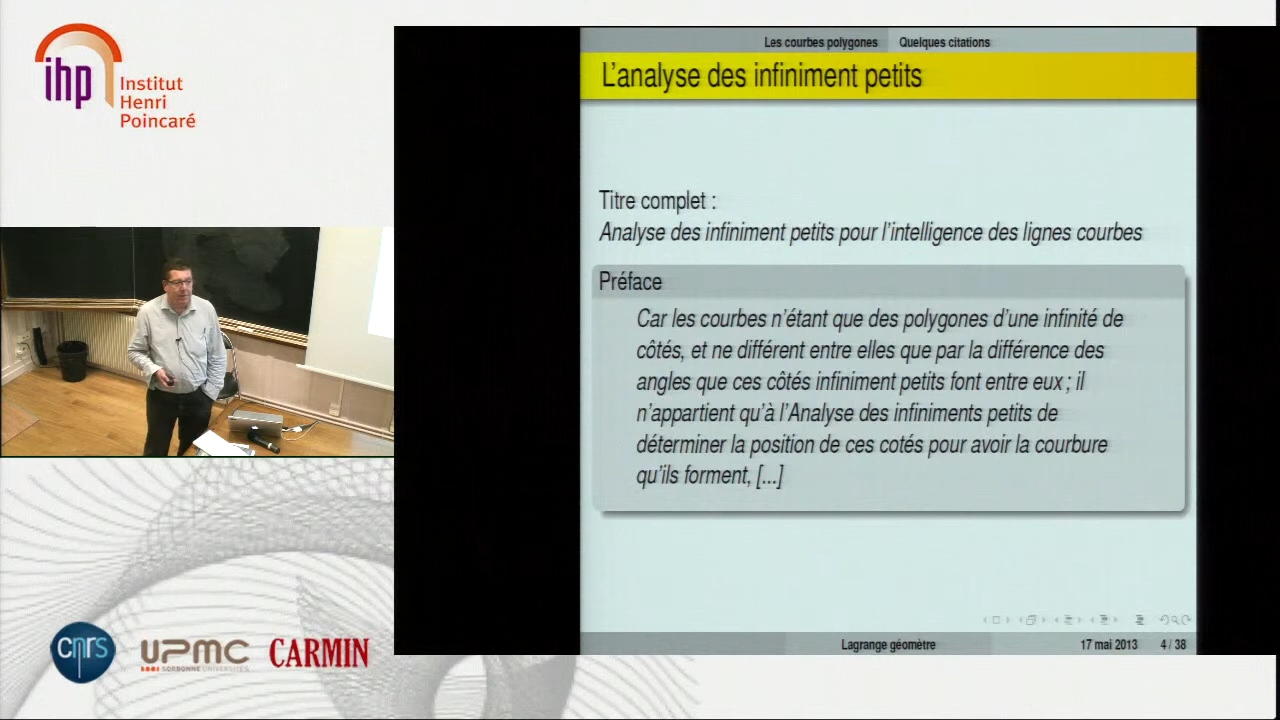 ihp
Institut
Henri
Poincaré
Les courbes polygones Quelques citations
L'analyse des infiniment petits
Titre complet :
Analyse des infiniment petits pour l'intelligence des lignes courbes
Préface
Car les courbes n'étant que des polygones d'une infinité de
côtés, et ne différent entre elles que par la différence des
angles que ces côtés infiniment petits font entre eux ; il
n'appartient qu'à l'Analyse des infiniments petits de
déterminer la position de ces cotés pour avoir la courbure
qu'ils forment, [...]
Lagrange géomètre 17 mai 2013 4 / 38
cnrs
UPMC
SORBONNE UNIVERSITÉS
CARMIN